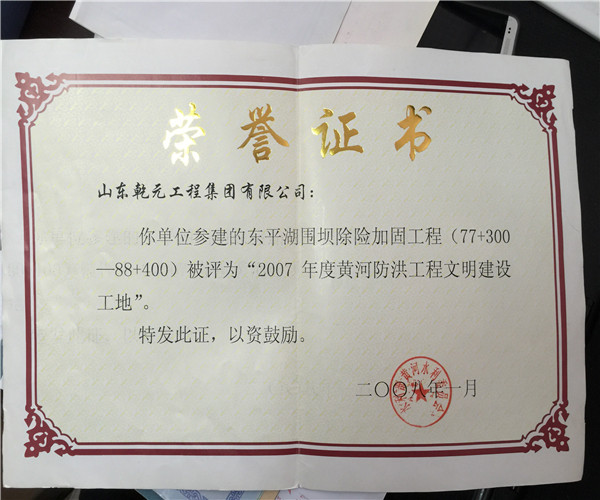 荣誉证书
山东乾元工程集团有限公司：
你单位参建的东平湖围坝除险加固工程（77+300
—88+400）被评为“2007 年度黄河防洪工程文明建设
工地”。
特发此证，以资鼓励。
二〇〇八年一月